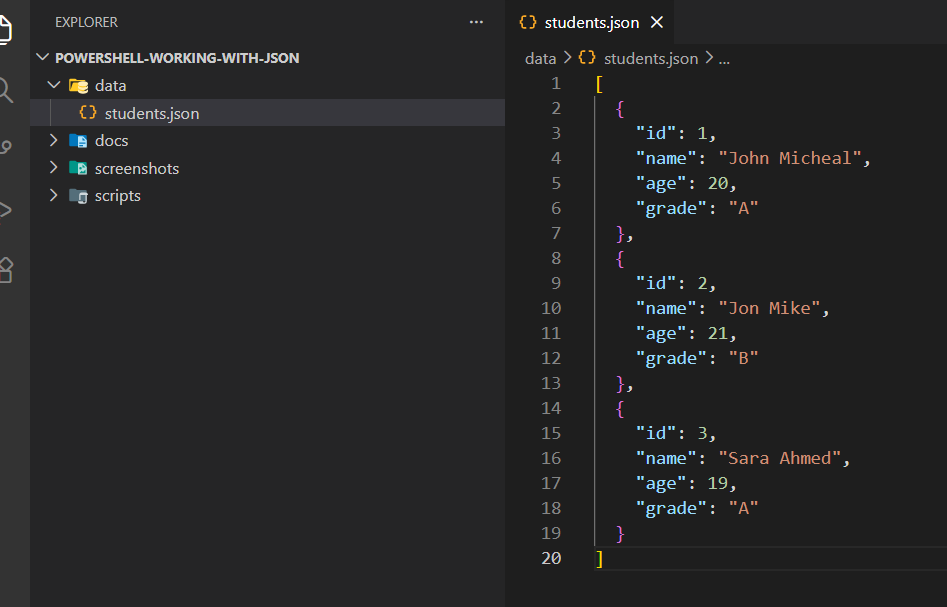 EXPLORER
POWERSHELL-WORKING-WITH-JSON
data
students.json
docs
screenshots
scripts
students.json
data > students.json > ...
1 [
2 {
3 "id": 1,
4 "name": "John Micheal",
5 "age": 20,
6 "grade": "A"
7 },
8 {
9 "id": 2,
10 "name": "Jon Mike",
11 "age": 21,
12 "grade": "B"
13 },
14 {
15 "id": 3,
16 "name": "Sara Ahmed",
17 "age": 19,
18 "grade": "A"
19 }
20 ]